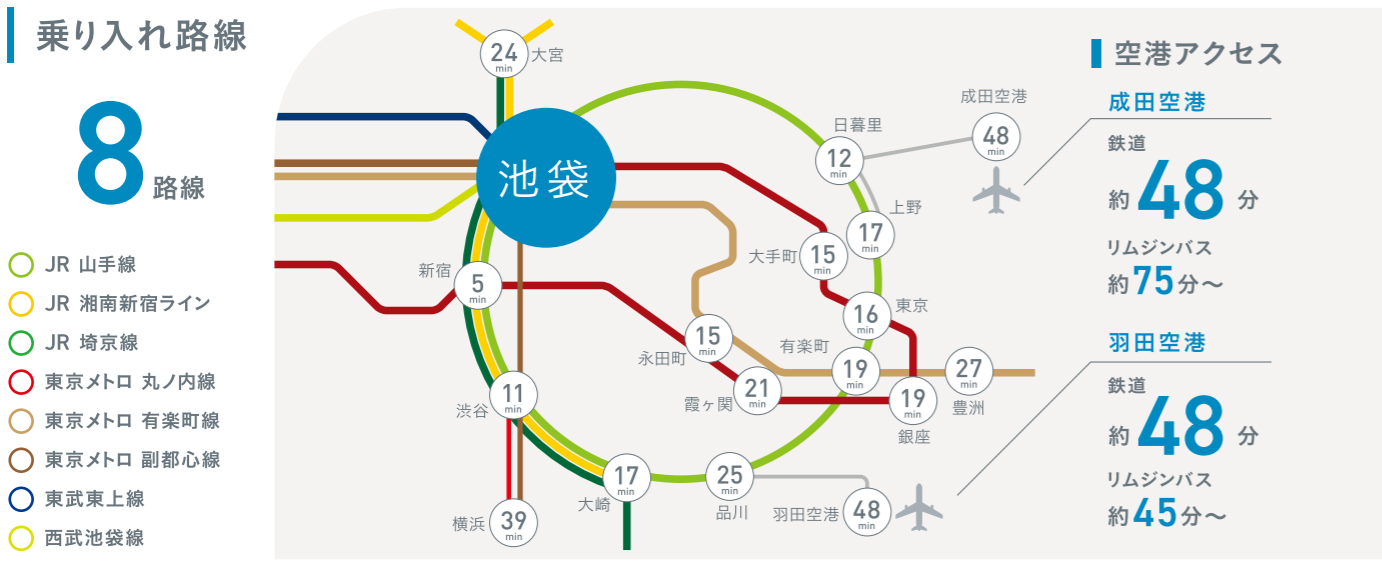 乗り入れ路線
8路線
JR 山手線
JR 湘南新宿ライン
JR 埼京線
東京メトロ 丸ノ内線
東京メトロ 有楽町線
東京メトロ 副都心線
東武東上線
西武池袋線
24
min
大宮
池袋
新宿
5
min
渋谷
11
min
横浜
39
min
大崎
17
min
25
min
品川
羽田空港
48
min
永田町
15
min
霞ヶ関
21
min
有楽町
19
min
19
min
銀座
27
min
豊洲
東京
16
min
大手町
15
min
上野
17
min
日暮里
12
min
成田空港
48
min
空港アクセス
成田空港
鉄道
約48分
リムジンバス
約75分〜
羽田空港
鉄道
約48分
リムジンバス
約45分〜